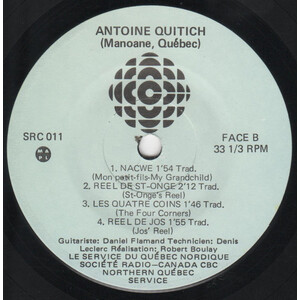 ANTOINE QUITICH
(Manoane, Québec)
SRC 011
FACE B
33 1/3 RPM
1. NACWE 1'54 Trad.
(Mon petit-fils-My Grandchild)
2. REEL DE ST-ONGE 2'12 Trad.
(St-Onge's Reel)
3. LES QUATRE COINS 1'46 Trad.
(The Four Corners)
4. REEL DE JOS 1'55 Trad.
(Jos' Reel)
Guitariste: Daniel Flamand Technicien: Denis
Leclerc Réalisation: Robert Boulay
LE SERVICE DU QUÉBEC NORDIQUE
SOCIÉTÉ RADIO-CANADA CBC
NORTHERN QUÉBEC
SERVICE